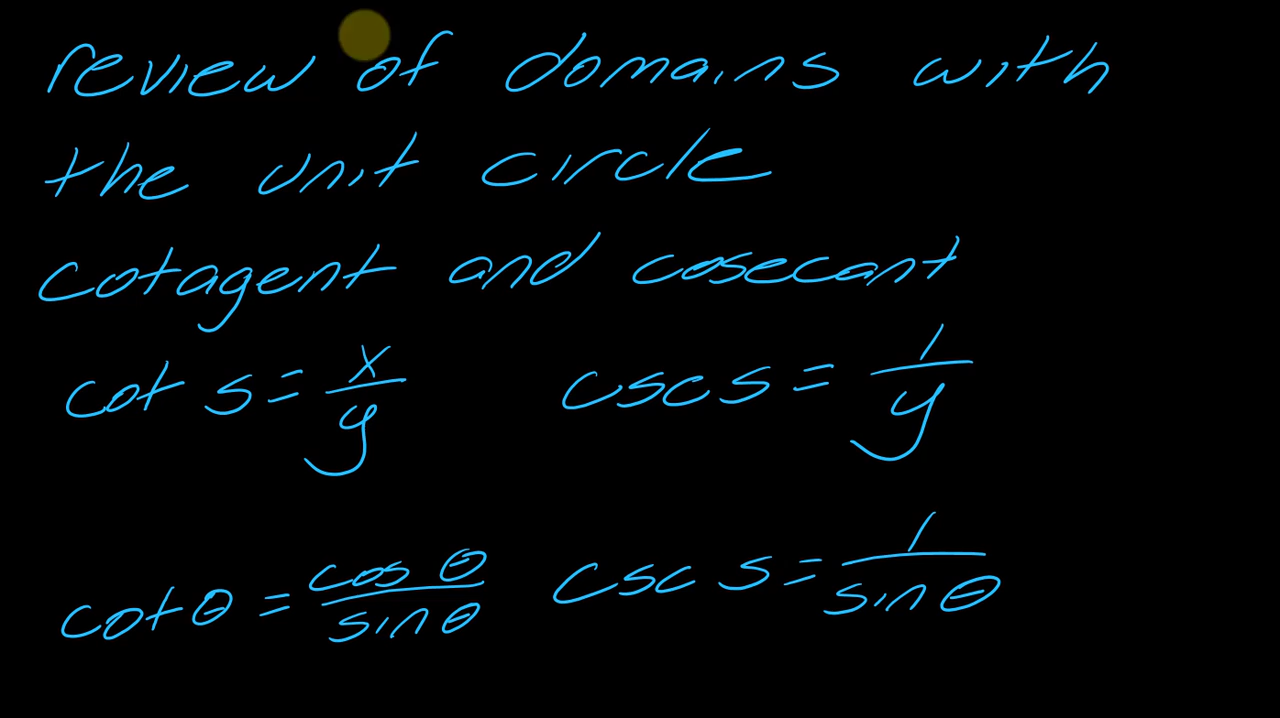 review of domains with
the unit circle
cotagent and cosecant
cot s = x/y csc s = 1/y
cot θ = cos θ/sin θ csc s = 1/sin θ